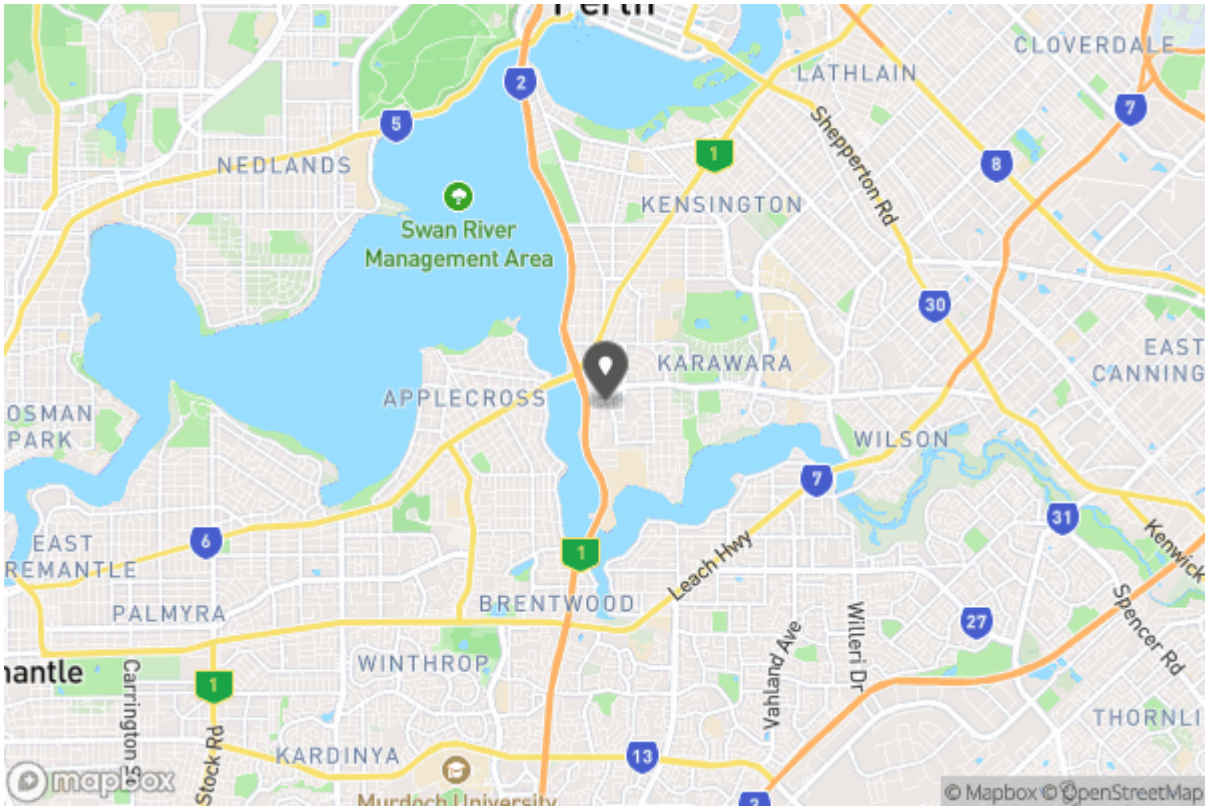 Perth
CLOVERDALE
LATHLAIN
2
7
5
Shepperton Rd
1
8
NEDLANDS
KENSINGTON
Swan River
Management Area
30
KARAWARA
EAST
CANNING
APPLECROSS
OSMAN
PARK
WILSON
7
31
6
EAST
REMANTLE
1
Kenwick
Leach Hwy
BRENTWOOD
PALMYRA
Spencer Rd
27
Willeri Dr
Vahland Ave
WINTHROP
mantle
1
Carrington St
Stock Rd
THORNLI
KARDINYA
13
mapbox
Murdoch University
2
© Mapbox © OpenStreetMap